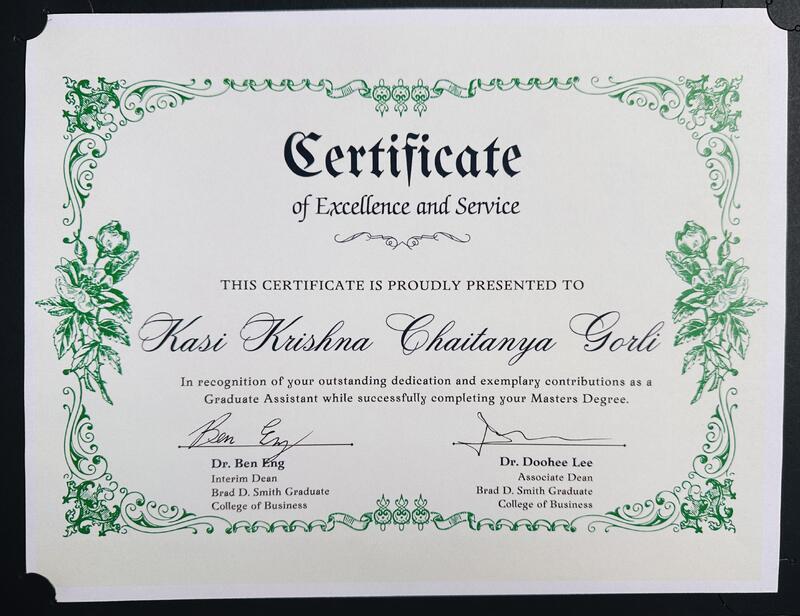 Certificate
of Excellence and Service
THIS CERTIFICATE IS PROUDLY PRESENTED TO
Kasi Krishna Chaitanya Gorli
In recognition of your outstanding dedication and exemplary contributions as a
Graduate Assistant while successfully completing your Masters Degree.
Ben Eng
Dr. Ben Eng
Interim Dean
Brad D. Smith Graduate
College of Business
Dr. Doohee Lee
Associate Dean
Brad D. Smith Graduate
College of Business